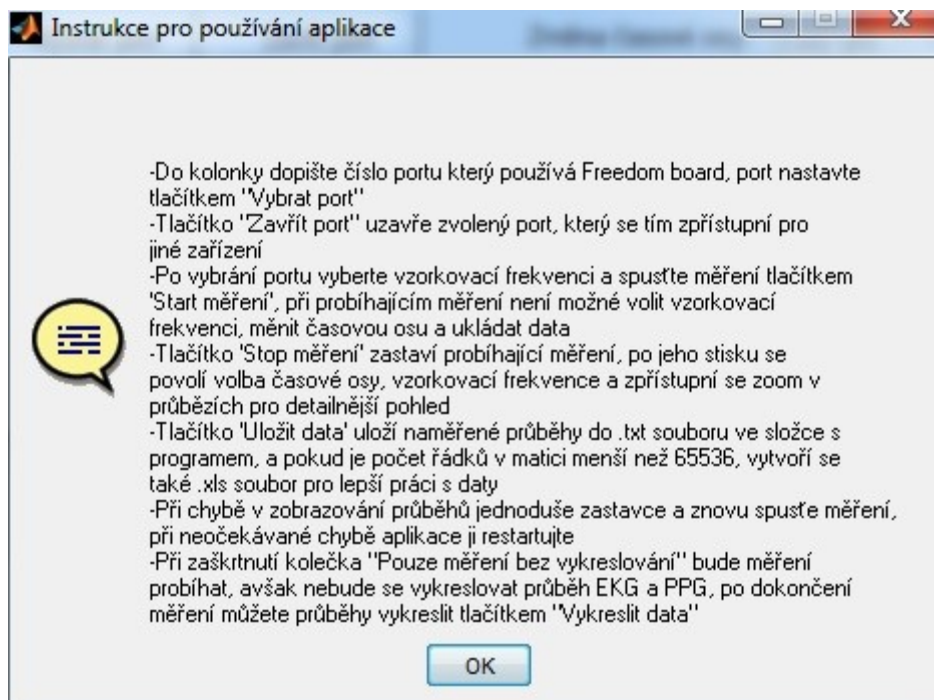 Instrukce pro používání aplikace
-Do kolonky dopište číslo portu který používá Freedom board, port nastavte
tlačítkem "Vybrat port"
-Tlačítko "Zavřít port" uzavře zvolený port, který se tím zpřístupní pro
jiné zařízení
-Po vybrání portu vyberte vzorkovací frekvenci a spusťte měření tlačítkem
'Start měření', při probíhajícím měření není možné volit vzorkovací
frekvenci, měnit časovou osu a ukládat data
-Tlačítko 'Stop měření' zastaví probíhající měření, po jeho stisku se
povolí volba časové osy, vzorkovací frekvence a zpřístupní se zoom v
průbězích pro detailnější pohled
-Tlačítko 'Uložit data' uloží naměřené průběhy do .txt souboru ve složce s
programem, a pokud je počet řádků v matici menší než 65536, vytvoří se
také .xls soubor pro lepší práci s daty
-Při chybě v zobrazování průběhů jednoduše zastavce a znovu spusťte měření,
při neočekávané chybě aplikace ji restartujte
-Při zaškrtnutí kolečka "Pouze měření bez vykreslování" bude měření
probíhat, avšak nebude se vykreslovat průběh EKG a PPG, po dokončení
měření můžete průběhy vykreslit tlačítkem "Vykreslit data"
OK